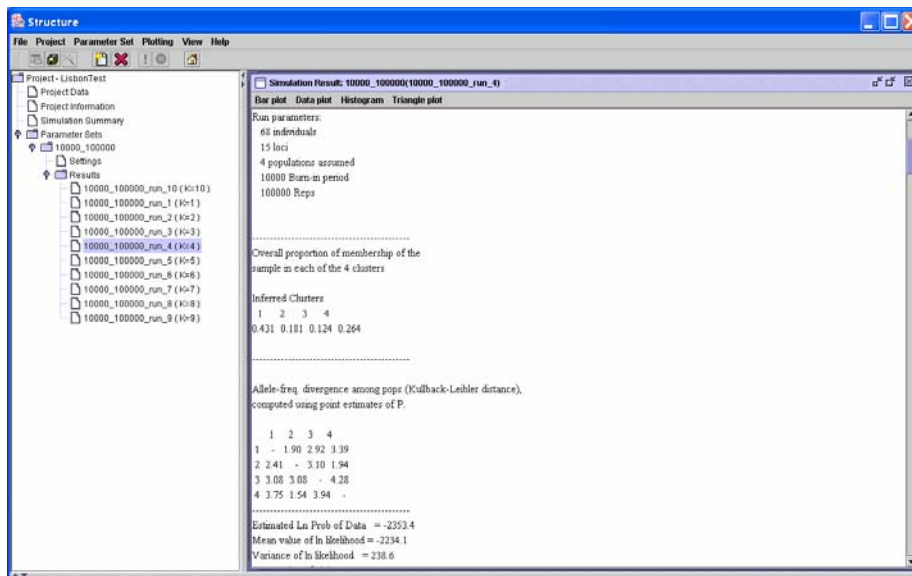 Structure
File Project Parameter Set Plotting View Help
Project - LisbonTest
Project Data
Project Information
Simulation Summary
Parameter Sets
10000_100000
Settings
Results
10000_100000_run_10 (K=10)
10000_100000_run_1 (K=1)
10000_100000_run_2 (K=2)
10000_100000_run_3 (K=3)
10000_100000_run_4 (K=4)
10000_100000_run_5 (K=5)
10000_100000_run_6 (K=6)
10000_100000_run_7 (K=7)
10000_100000_run_8 (K=8)
10000_100000_run_9 (K=9)
Simulation Result: 10000_100000(10000_100000_run_4)
Bar plot Data plot Histogram Triangle plot
Run parameters:
68 individuals
15 loci
4 populations assumed
10000 Burn-in period
100000 Reps
--------------------------------------------
Overall proportion of membership of the
sample in each of the 4 clusters
Inferred Clusters
1 2 3 4
0.431 0.181 0.124 0.264
--------------------------------------------
Allele-freq. divergence among pops (Kullback-Leibler distance),
computed using point estimates of P.
1 2 3 4
1 - 1.90 2.92 3.39
2 2.41 - 3.10 1.94
3 3.08 3.08 - 4.28
4 3.75 1.54 3.94 -
--------------------------------------------
Estimated Ln Prob of Data = -2353.4
Mean value of ln likelihood = -2234.1
Variance of ln likelihood = 238.6